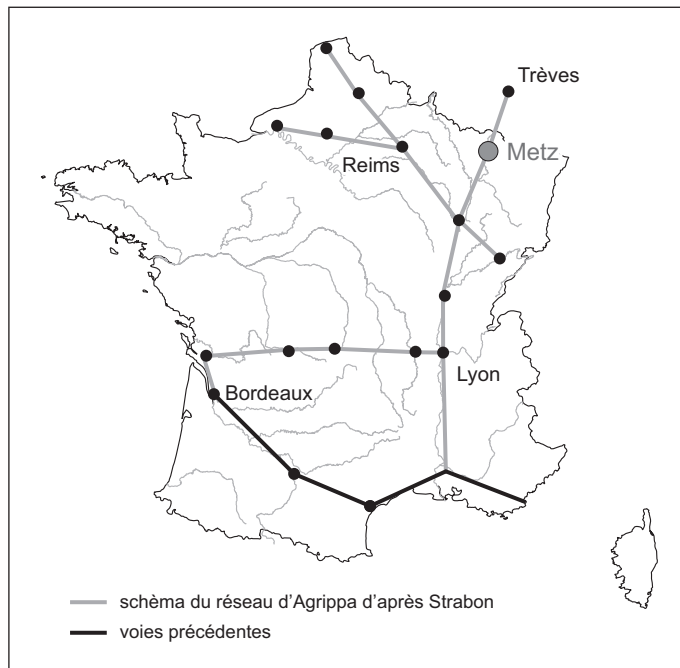 Trèves
Metz
Reims
Lyon
Bordeaux
schèma du réseau d'Agrippa d'après Strabon
voies précédentes